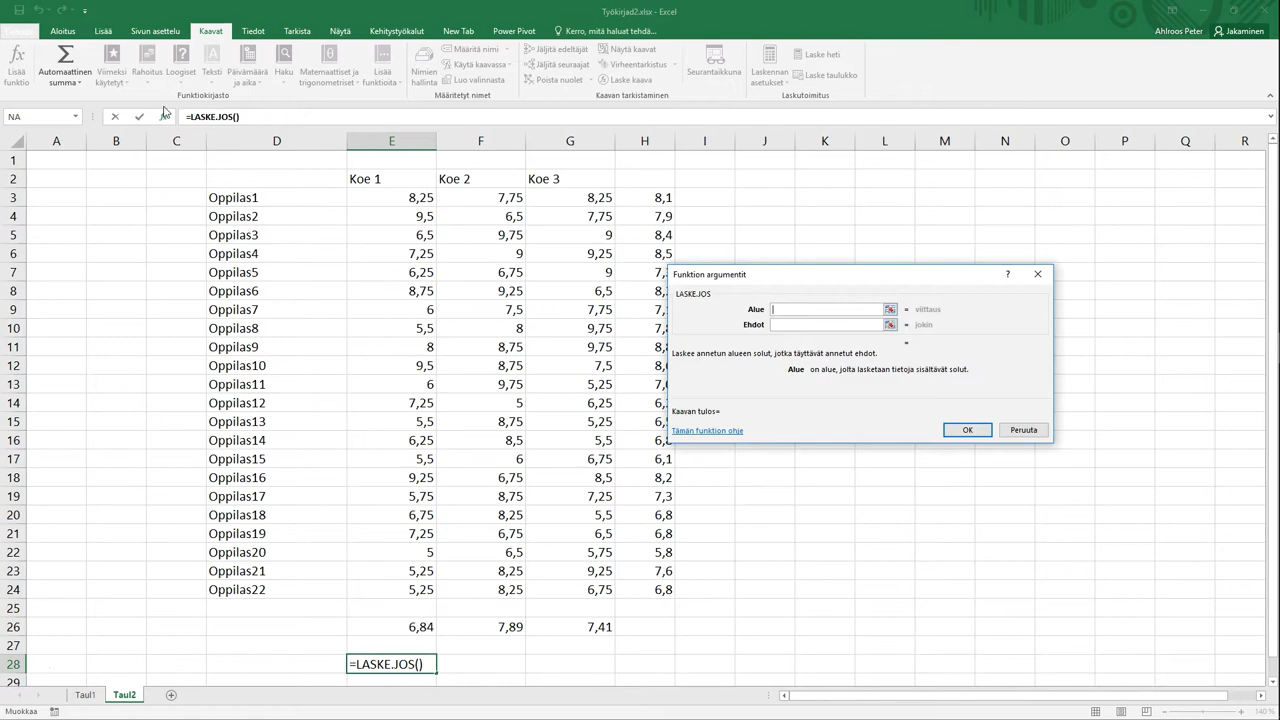 Työkirjad2.xlsx - Excel
Aloitus Lisää Sivun asettelu Kaavat Tiedot Tarkista Näytä Kehitystyökalut New Tab Power Pivot Kerro, mitä haluat tehdä... Ahlroos Peter Jakaminen
Lisää funktio
Automaattinen summa
Viimeksi käytetyt
Rahoitus
Loogiset
Teksti
Päivämäärä ja aika
Haku
Matemaattiset ja trigonometriset
Lisää funktioita
Nimien hallinta
Määritä nimi
Käytä kaavassa
Luo valinnasta
Jäljitä edeltäjät
Jäljitä seuraajat
Poista nuolet
Näytä kaavat
Virheentarkistus
Laske kaava
Seurantaikkuna
Laskennan asetukset
Laske heti
Laske taulukko
Funktiokirjasto Määritetyt nimet Kaavan tarkistaminen Laskutoimitus
NA =LASKE.JOS()
A B C D E F G H I J K L M N O P Q R
1
2 Koe 1 Koe 2 Koe 3
3 Oppilas1 8,25 7,75 8,25 8,1
4 Oppilas2 9,5 6,5 7,75 7,9
5 Oppilas3 6,5 9,75 9 8,4
6 Oppilas4 7,25 9 9,25 8,5
7 Oppilas5 6,25 6,75 9
8 Oppilas6 8,75 9,25 6,5
9 Oppilas7 6 7,5 7,75
10 Oppilas8 5,5 8 9,75
11 Oppilas9 8 8,75 9,75
12 Oppilas10 9,5 8,75 7,5
13 Oppilas11 6 9,75 5,25
14 Oppilas12 7,25 5 6,25
15 Oppilas13 5,5 8,75 5,25
16 Oppilas14 6,25 8,5 5,5
17 Oppilas15 5,5 6 6,75 6,1
18 Oppilas16 9,25 6,75 8,5 8,2
19 Oppilas17 5,75 8,75 7,25 7,3
20 Oppilas18 6,75 8,25 5,5 6,8
21 Oppilas19 7,25 6,75 6,5 6,8
22 Oppilas20 5 6,5 5,75 5,8
23 Oppilas21 5,25 8,25 9,25 7,6
24 Oppilas22 5,25 8,25 6,75 6,8
25
26 6,84 7,89 7,41
27
28 =LASKE.JOS()
29
Funktion argumentit
LASKE.JOS
Alue = viittaus
Ehdot = jokin
=
Laskee annetun alueen solut, jotka täyttävät annetut ehdot.
Alue on alue, jolta lasketaan tietoja sisältävät solut.
Kaavan tulos=
Tämän funktion ohje OK Peruuta
Taul1 Taul2
Muokkaa 140 %